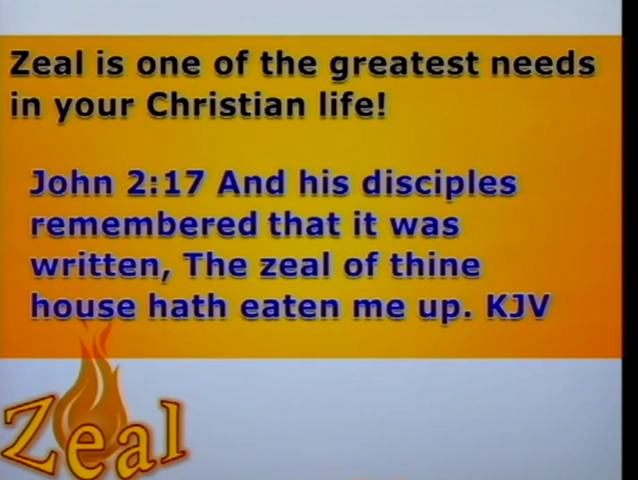 Zeal is one of the greatest needs
in your Christian life!
John 2:17 And his disciples
remembered that it was
written, The zeal of thine
house hath eaten me up. KJV
Zeal